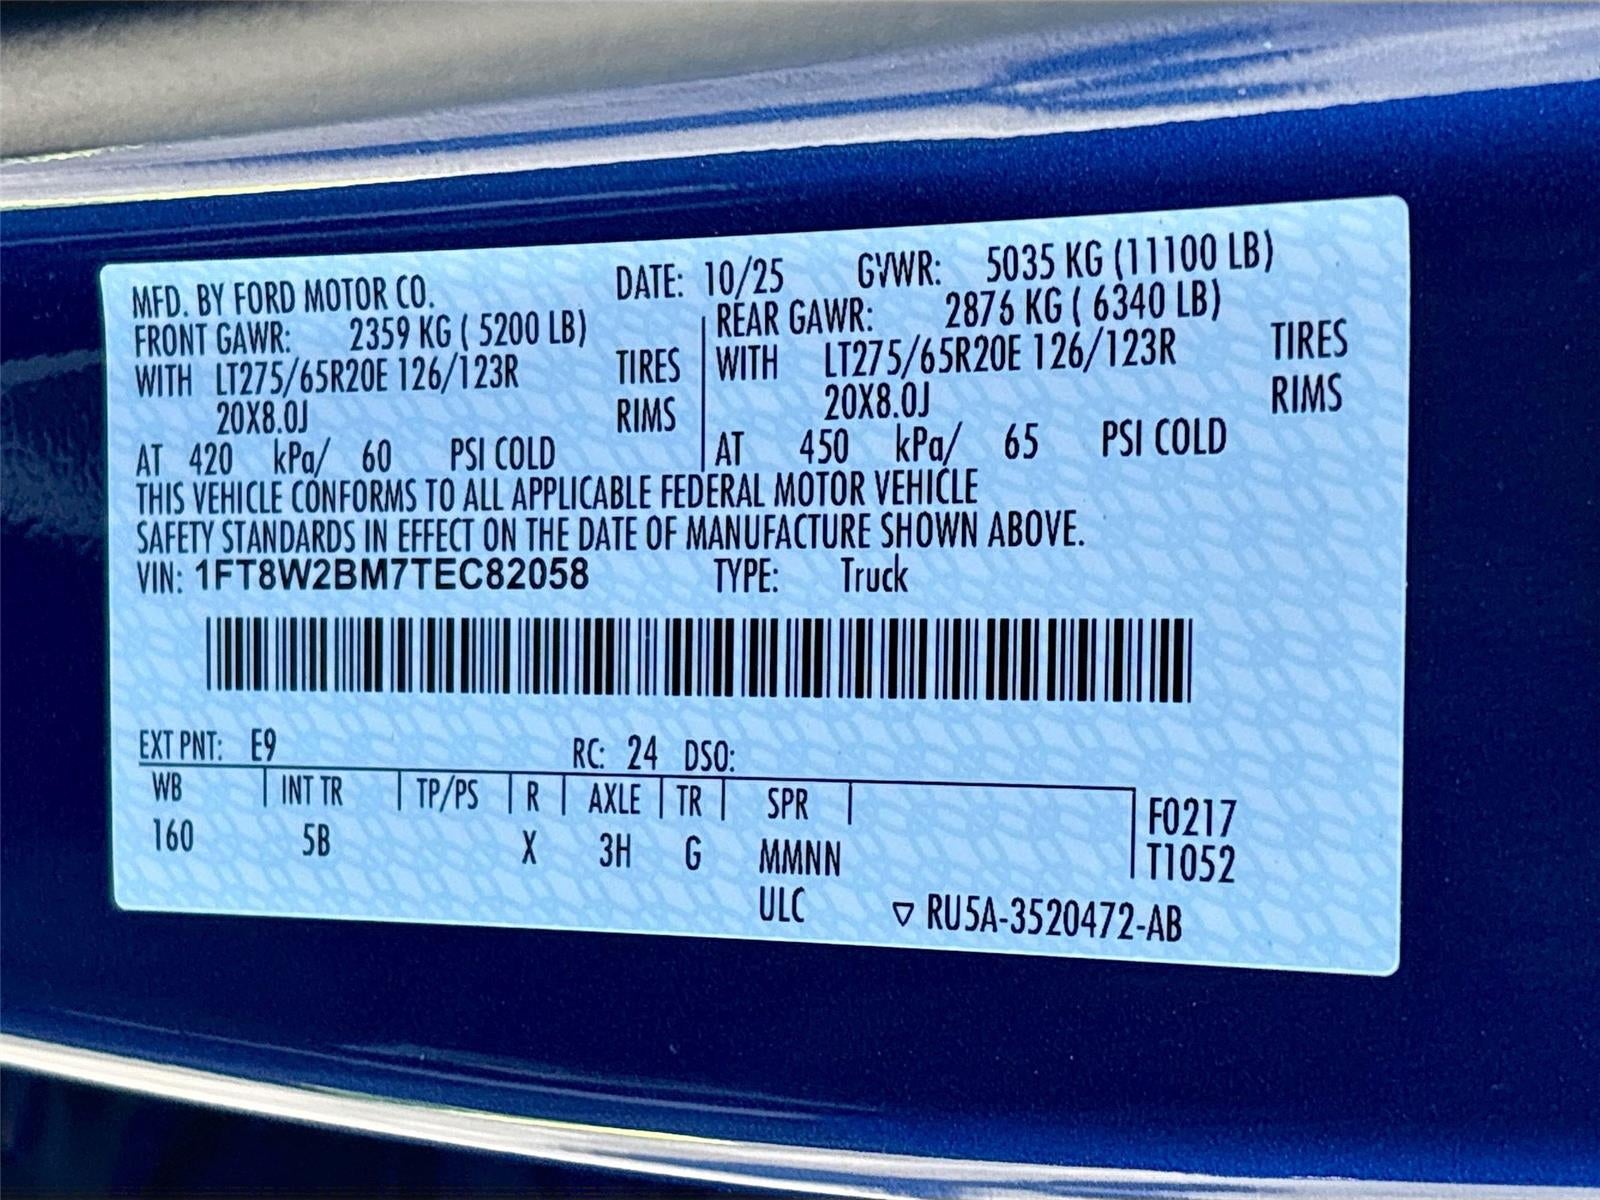 MFD. BY FORD MOTOR CO. DATE: 10/25 GVWR: 5035 KG (11100 LB)
FRONT GAWR: 2359 KG ( 5200 LB) REAR GAWR: 2876 KG ( 6340 LB)
WITH LT275/65R20E 126/123R TIRES WITH LT275/65R20E 126/123R TIRES
20X8.0J RIMS 20X8.0J RIMS
AT 420 kPa/ 60 PSI COLD AT 450 kPa/ 65 PSI COLD
THIS VEHICLE CONFORMS TO ALL APPLICABLE FEDERAL MOTOR VEHICLE
SAFETY STANDARDS IN EFFECT ON THE DATE OF MANUFACTURE SHOWN ABOVE.
VIN: 1FT8W2BM7TEC82058 TYPE: Truck
EXT PNT: E9 RC: 24 DSO:
WB INT TR TP/PS R AXLE TR SPR F0217
160 5B X 3H G MMNN T1052
ULC ▽ RU5A-3520472-AB